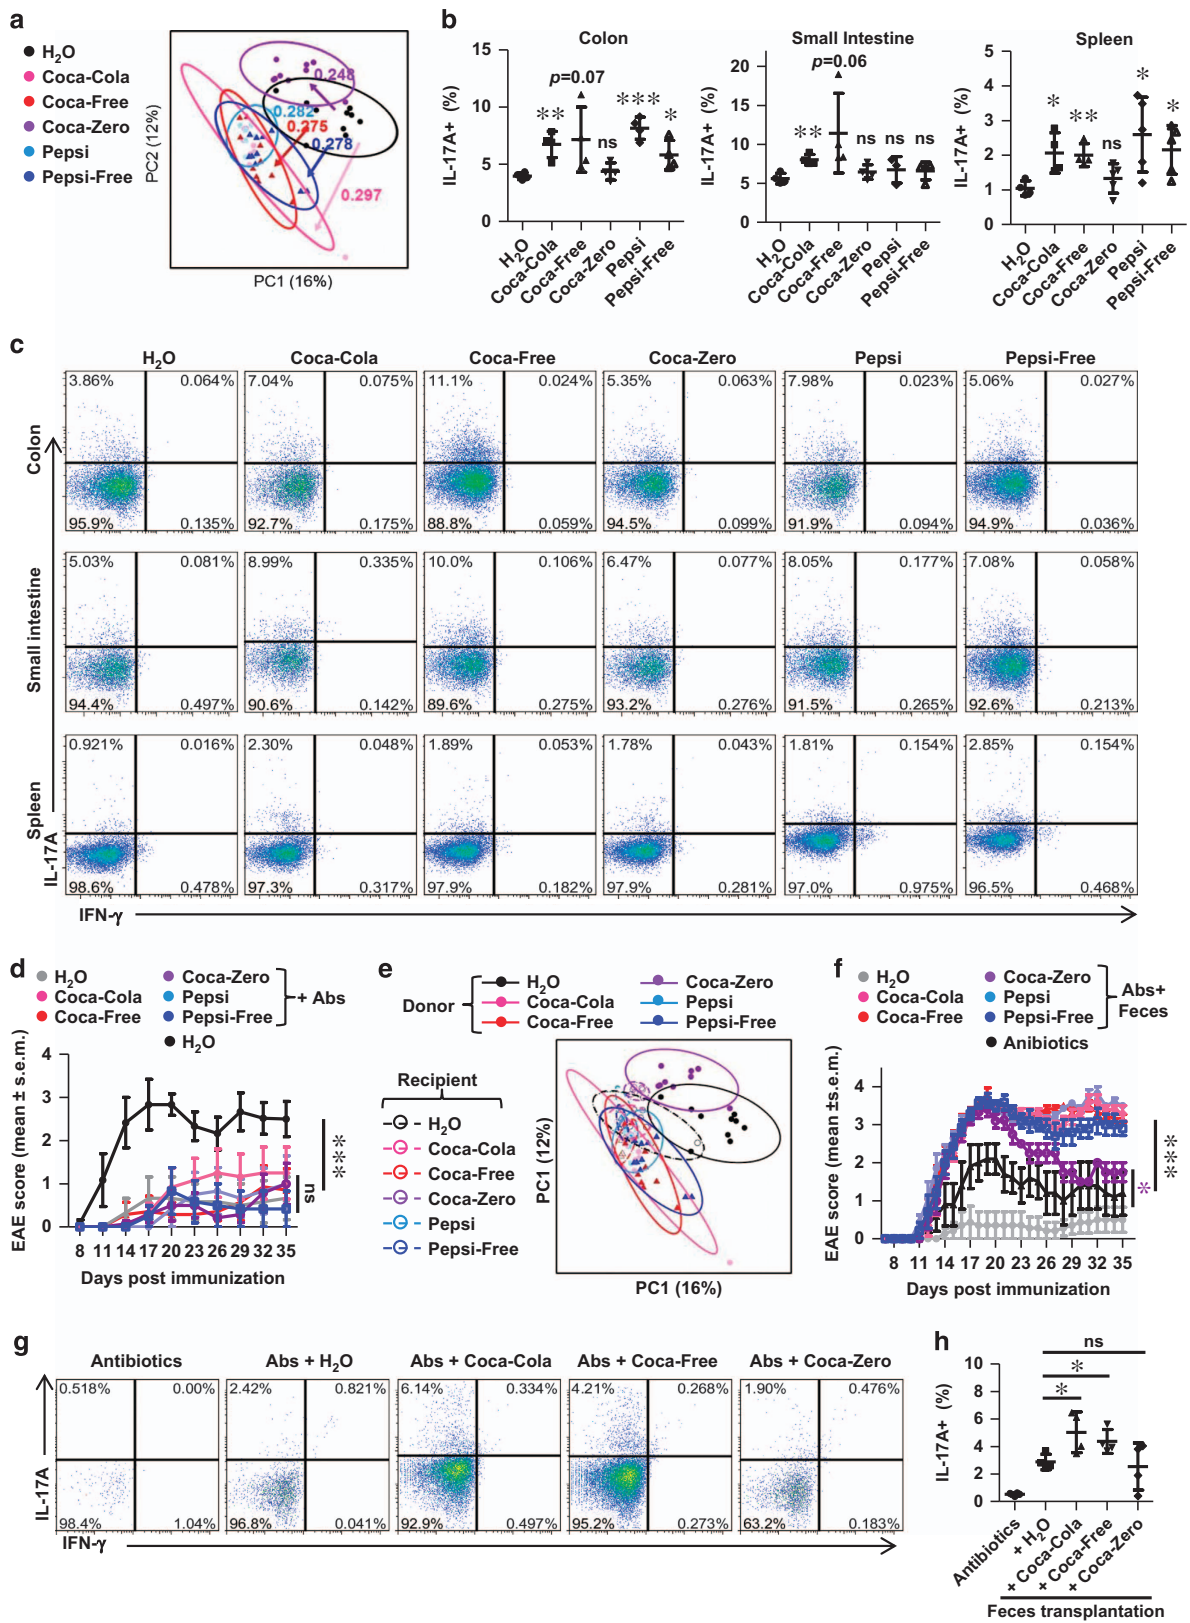 a
H2O
Coca-Cola
Coca-Free
Coca-Zero
Pepsi
Pepsi-Free
PC2 (12%)
0.248
0.282
0.275
0.278
0.297
PC1 (16%)
b
Colon
IL-17A+ (%)
15
10
5
0
p=0.07
**
ns
***
*
H2O
Coca-Cola
Coca-Free
Coca-Zero
Pepsi
Pepsi-Free
Small Intestine
IL-17A+ (%)
20
15
10
5
0
p=0.06
**
ns ns ns
H2O
Coca-Cola
Coca-Free
Coca-Zero
Pepsi
Pepsi-Free
Spleen
IL-17A+ (%)
5
4
3
2
1
0
*
**
ns
*
*
H2O
Coca-Cola
Coca-Free
Coca-Zero
Pepsi
Pepsi-Free
c
H2O Coca-Cola Coca-Free Coca-Zero Pepsi Pepsi-Free
Colon
3.86% 0.064% 7.04% 0.075% 11.1% 0.024% 5.35% 0.063% 7.98% 0.023% 5.06% 0.027%
95.9% 0.135% 92.7% 0.175% 88.8% 0.059% 94.5% 0.099% 91.9% 0.094% 94.9% 0.036%
Small intestine
5.03% 0.081% 8.99% 0.335% 10.0% 0.106% 6.47% 0.077% 8.05% 0.177% 7.08% 0.058%
94.4% 0.497% 90.6% 0.142% 89.6% 0.275% 93.2% 0.276% 91.5% 0.265% 92.6% 0.213%
Spleen
0.921% 0.016% 2.30% 0.048% 1.89% 0.053% 1.78% 0.043% 1.81% 0.154% 2.85% 0.154%
98.6% 0.478% 97.3% 0.317% 97.9% 0.182% 97.9% 0.281% 97.0% 0.975% 96.5% 0.468%
IL-17A
IFN-γ
d
H2O Coca-Zero
Coca-Cola Pepsi + Abs
Coca-Free Pepsi-Free
H2O
EAE score (mean ± s.e.m.)
4
3
2
1
0
***
ns
8 11 14 17 20 23 26 29 32 35
Days post immunization
e
Donor
H2O Coca-Zero
Coca-Cola Pepsi
Coca-Free Pepsi-Free
Recipient
H2O
Coca-Cola
Coca-Free
Coca-Zero
Pepsi
Pepsi-Free
PC1 (12%)
PC1 (16%)
f
H2O Coca-Zero
Coca-Cola Pepsi Abs+
Coca-Free Pepsi-Free Feces
Anibiotics
EAE score (mean ±s.e.m.)
4
3
2
1
0
***
*
8 11 14 17 20 23 26 29 32 35
Days post immunization
g
Antibiotics Abs + H2O Abs + Coca-Cola Abs + Coca-Free Abs + Coca-Zero
0.518% 0.00% 2.42% 0.821% 6.14% 0.334% 4.21% 0.268% 1.90% 0.476%
98.4% 1.04% 96.8% 0.041% 92.9% 0.497% 95.2% 0.273% 63.2% 0.183%
IL-17A
IFN-γ
h
ns
*
*
IL-17A+ (%)
10
8
6
4
2
0
Antibiotics
+ H2O
+ Coca-Cola
+ Coca-Free
+ Coca-Zero
Feces transplantation